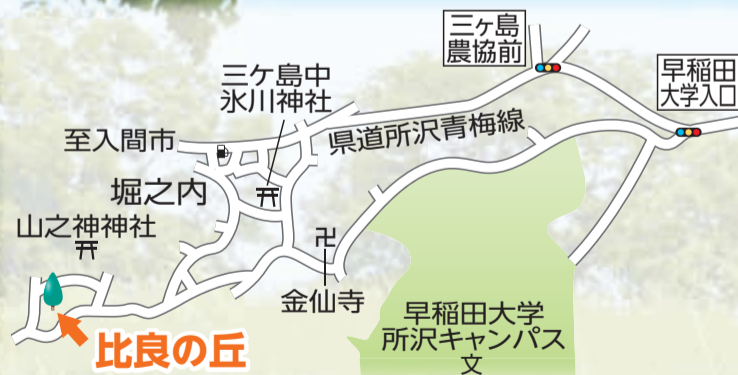 三ヶ島
農協前
早稲田
大学入口
三ケ島中
氷川神社
県道所沢青梅線
至入間市
堀之内
山之神神社
卍
金仙寺
早稲田大学
所沢キャンパス
文
比良の丘